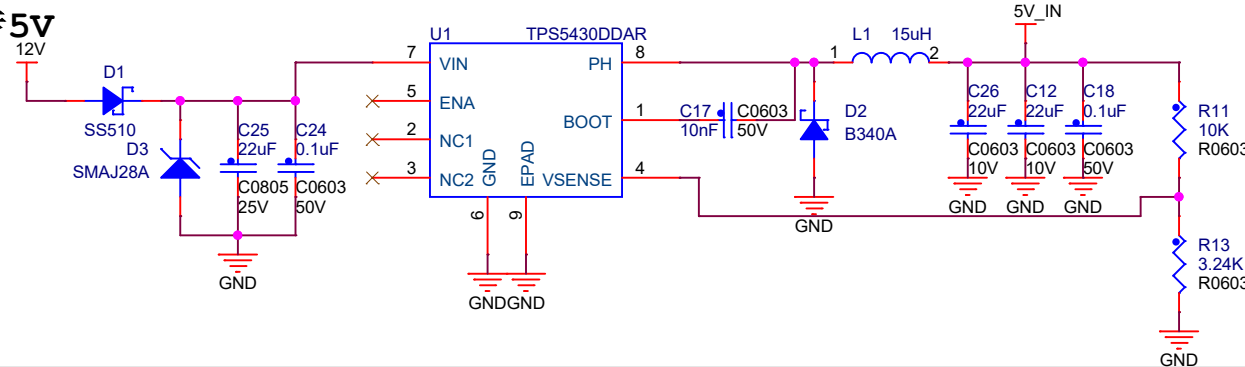 5V
12V
D1
SS510
D3
SMAJ28A
C25
22uF
C0805
25V
C24
0.1uF
C0603
50V
GND
U1
TPS5430DDAR
7
VIN
5
ENA
2
NC1
3
NC2
GND
EPAD
6
9
GND
GND
PH
8
BOOT
1
VSENSE
4
C17
10nF
C0603
50V
D2
B340A
GND
L1
15uH
1
2
5V_IN
C26
22uF
C0603
10V
GND
C12
22uF
C0603
10V
GND
C18
0.1uF
C0603
50V
GND
R11
10K
R0603
R13
3.24K
R0603
GND